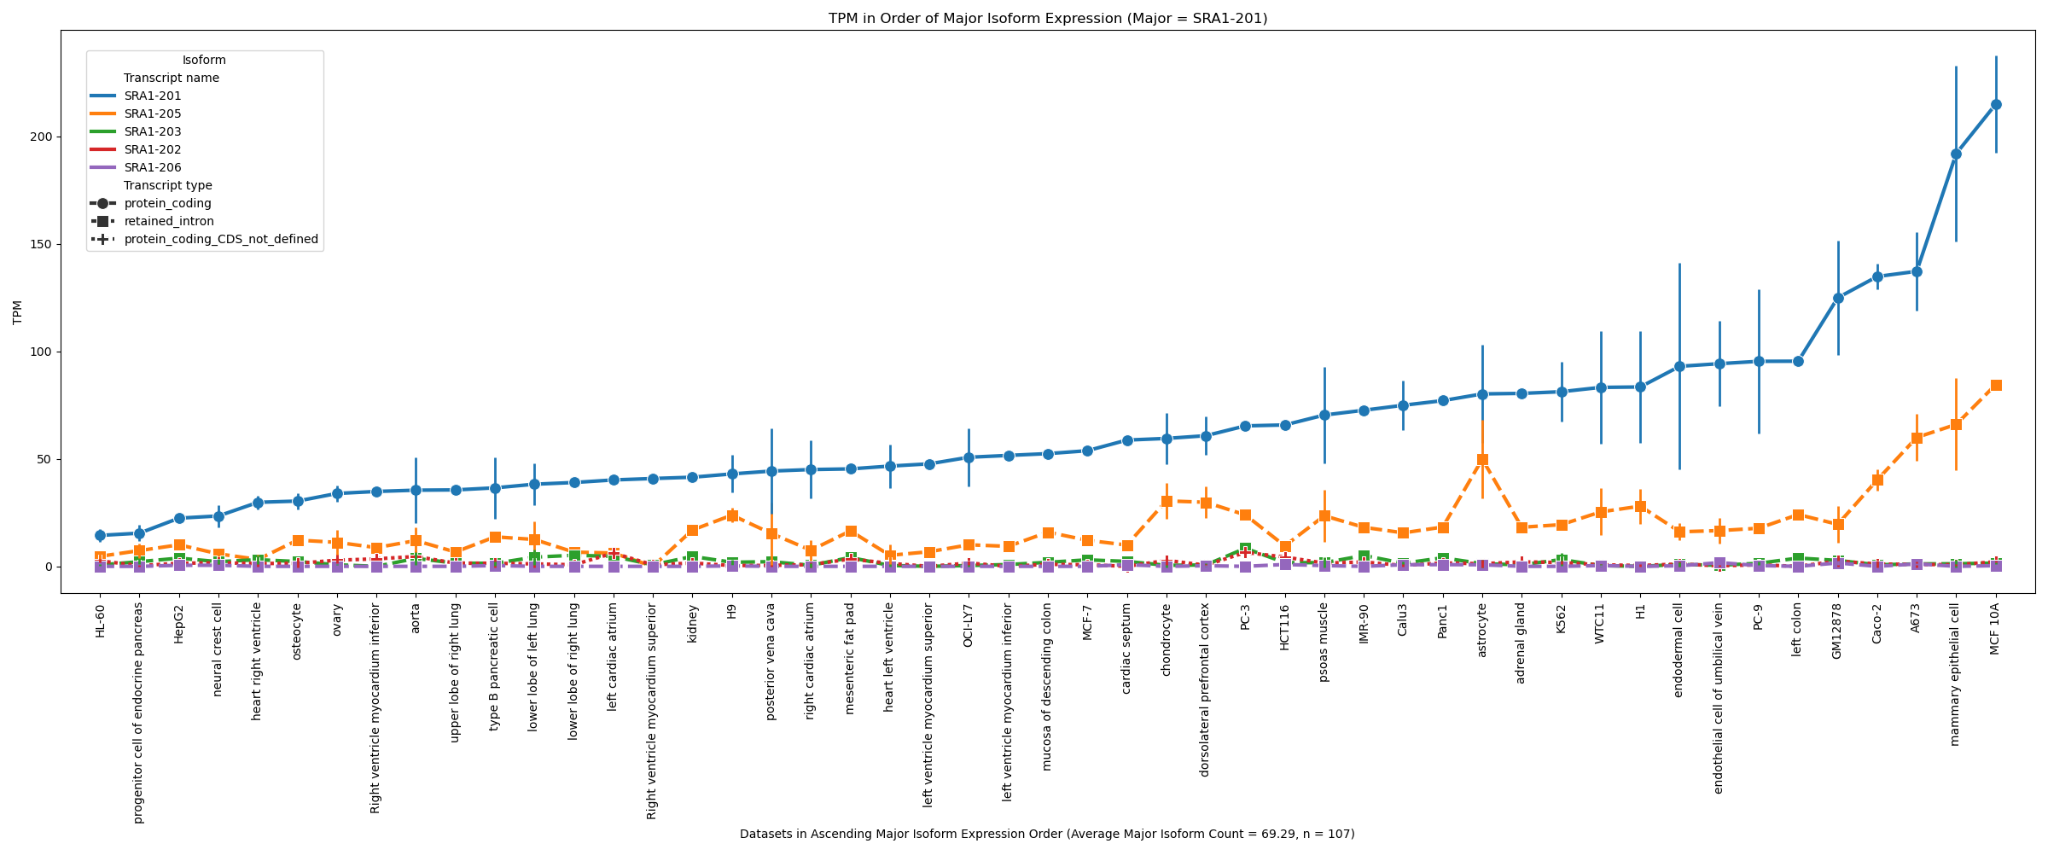 TPM in Order of Major Isoform Expression (Major = SRA1-201)
Isoform
Transcript name
SRA1-201
SRA1-205
SRA1-203
SRA1-202
SRA1-206
Transcript type
protein_coding
retained_intron
protein_coding_CDS_not_defined
TPM
200
150
100
50
0
HL-60
progenitor cell of endocrine pancreas
HepG2
neural crest cell
heart right ventricle
osteocyte
ovary
Right ventricle myocardium inferior
aorta
upper lobe of right lung
type B pancreatic cell
lower lobe of left lung
lower lobe of right lung
left cardiac atrium
Right ventricle myocardium superior
kidney
H9
posterior vena cava
right cardiac atrium
mesenteric fat pad
heart left ventricle
left ventricle myocardium superior
OCI-LY7
left ventricle myocardium inferior
mucosa of descending colon
MCF-7
cardiac septum
chondrocyte
dorsolateral prefrontal cortex
PC-3
HCT116
psoas muscle
IMR-90
Calu3
Panc1
astrocyte
adrenal gland
K562
WTC11
H1
endodermal cell
endothelial cell of umbilical vein
PC-9
left colon
GM12878
Caco-2
A673
mammary epithelial cell
MCF 10A
Datasets in Ascending Major Isoform Expression Order (Average Major Isoform Count = 69.29, n = 107)